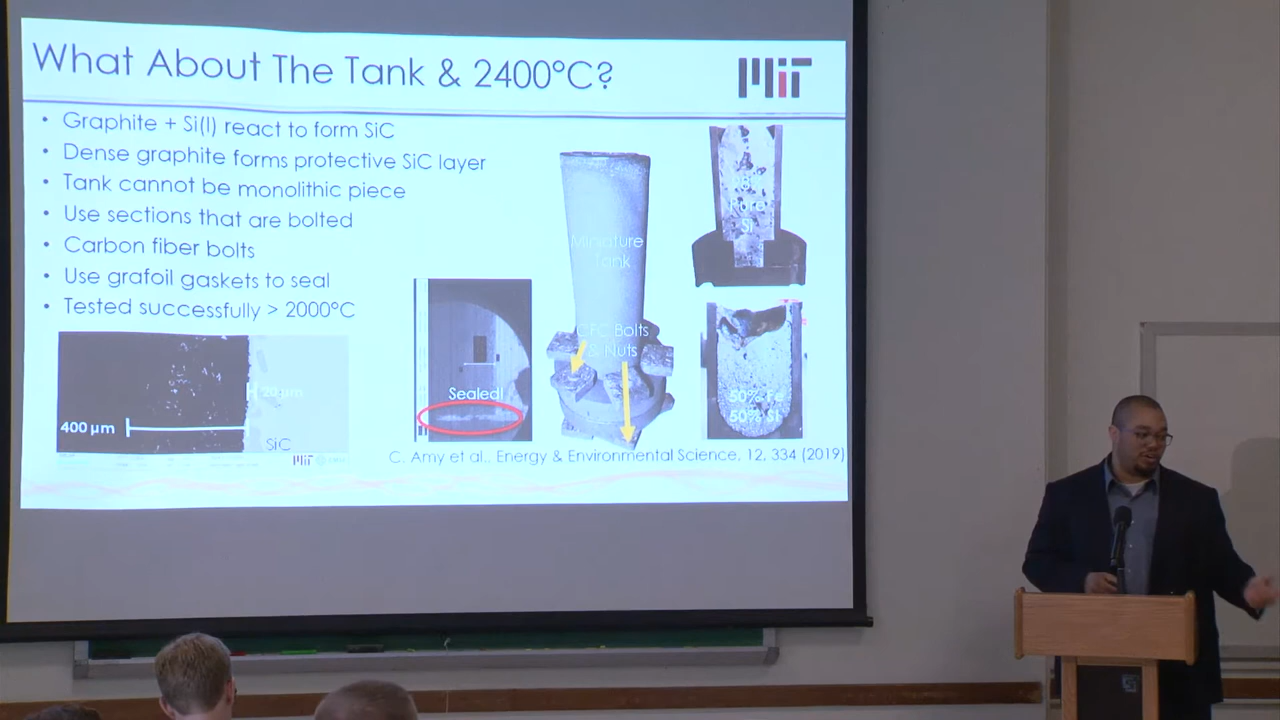 What About The Tank & 2400°C?
MIT
• Graphite + Si(l) react to form SiC
• Dense graphite forms protective SiC layer
• Tank cannot be monolithic piece
• Use sections that are bolted
• Carbon fiber bolts
• Use grafoil gaskets to seal
• Tested successfully > 2000°C
Pure
Si
Miniature
Tank
CFC Bolts
& Nuts
Sealed!
50% Fe
50% Si
20 µm
400 µm
SiC
MIT
C. Amy et al., Energy & Environmental Science, 12, 334 (2019)